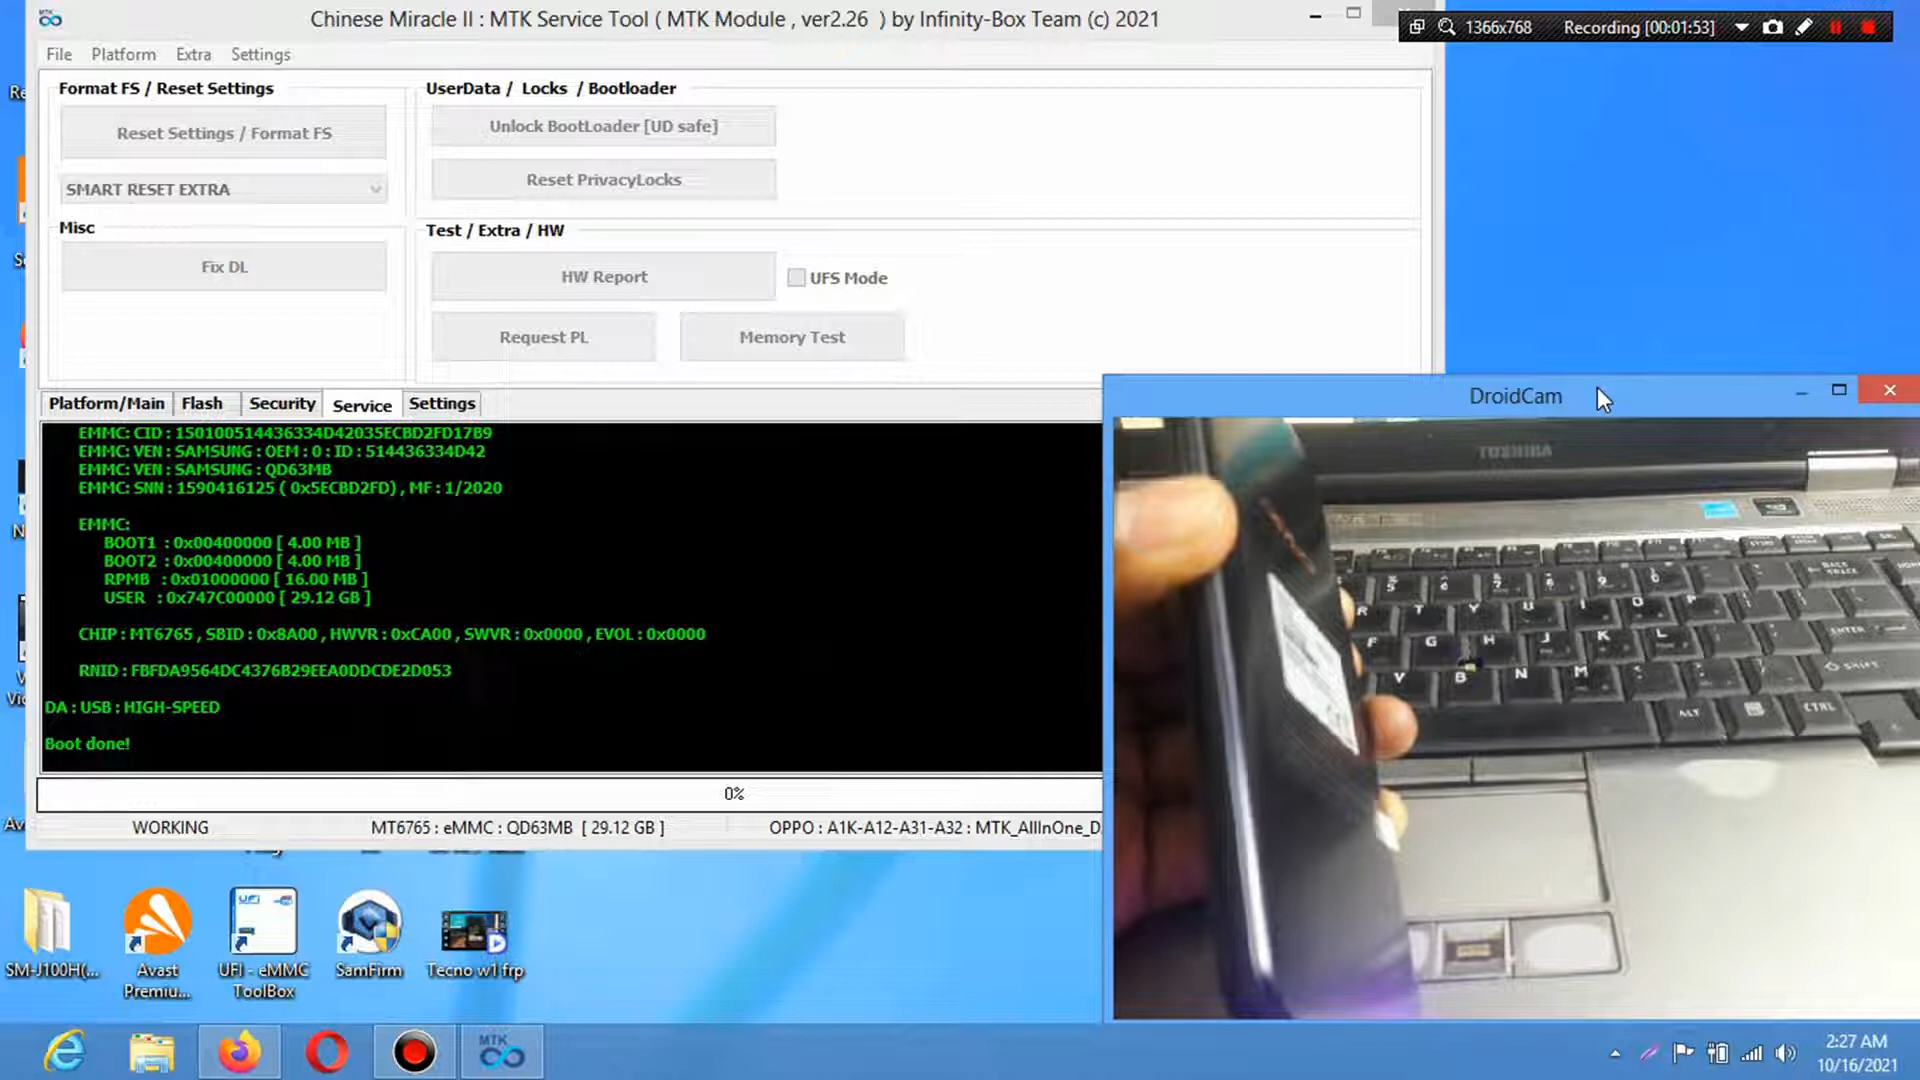 Chinese Miracle II : MTK Service Tool ( MTK Module , ver2.26 ) by Infinity-Box Team (c) 2021
1366x768
Recording [00:01:53]
File Platform Extra Settings
Format FS / Reset Settings
Reset Settings / Format FS
SMART RESET EXTRA
Misc
Fix DL
UserData / Locks / Bootloader
Unlock BootLoader [UD safe]
Reset PrivacyLocks
Test / Extra / HW
HW Report
UFS Mode
Request PL
Memory Test
Platform/Main Flash Security Service Settings
EMMC: CID : 150100514436334D42035ECBD2FD17B9
EMMC: VEN : SAMSUNG : OEM : 0 : ID : 514436334D42
EMMC: VEN : SAMSUNG : QD63MB
EMMC: SNN : 1590416125 ( 0x5ECBD2FD) , MF : 1/2020
EMMC:
BOOT1 : 0x00400000 [ 4.00 MB ]
BOOT2 : 0x00400000 [ 4.00 MB ]
RPMB : 0x01000000 [ 16.00 MB ]
USER : 0x747C00000 [ 29.12 GB ]
CHIP : MT6765 , SBID : 0x8A00 , HWVR : 0xCA00 , SWVR : 0x0000 , EVOL : 0x0000
RNID : FBFDA9564DC4376B29EEA0DDCDE2D053
DA : USB : HIGH-SPEED
Boot done!
0%
WORKING
MT6765 : eMMC : QD63MB [ 29.12 GB ]
OPPO : A1K-A12-A31-A32 : MTK_AllInOne_D
DroidCam
TOSHIBA
R T Y U I O P
F G H J K L
V B N M
ENTER
SHIFT
ALT
CTRL
SM-J100H(...
Avast
Premiu...
UFI - eMMC
ToolBox
SamFirm
Tecno w1 frp
MTK
2:27 AM
10/16/2021